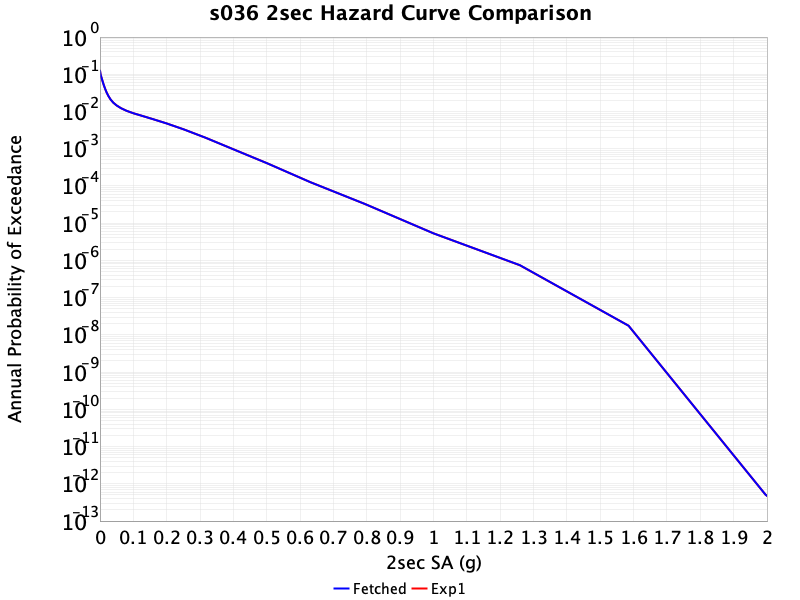 s036 2sec Hazard Curve Comparison
10^0
10^-1
10^-2
10^-3
10^-4
10^-5
10^-6
10^-7
10^-8
10^-9
10^-10
10^-11
10^-12
10^-13
Annual Probability of Exceedance
0 0.1 0.2 0.3 0.4 0.5 0.6 0.7 0.8 0.9 1 1.1 1.2 1.3 1.4 1.5 1.6 1.7 1.8 1.9 2
2sec SA (g)
Fetched Exp1